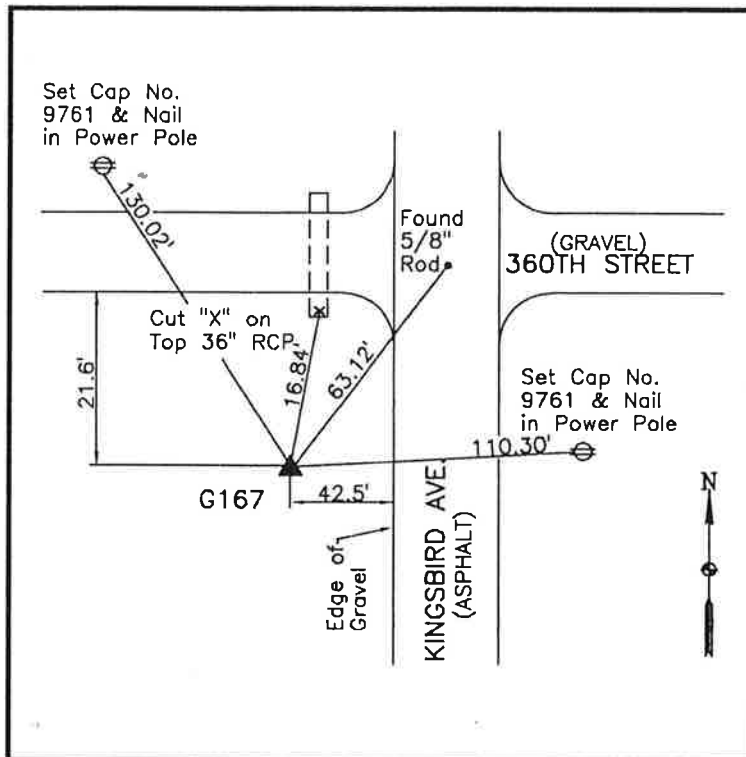 Set Cap No.
9761 & Nail
in Power Pole
130.02'
Found
5/8"
Rod
(GRAVEL)
360TH STREET
Cut "X" on
Top 36" RCP
21.6'
16.84'
63.12'
Set Cap No.
9761 & Nail
in Power Pole
110.30'
G167
42.5'
Edge of
Gravel
KINGSBIRD AVE.
(ASPHALT)
N